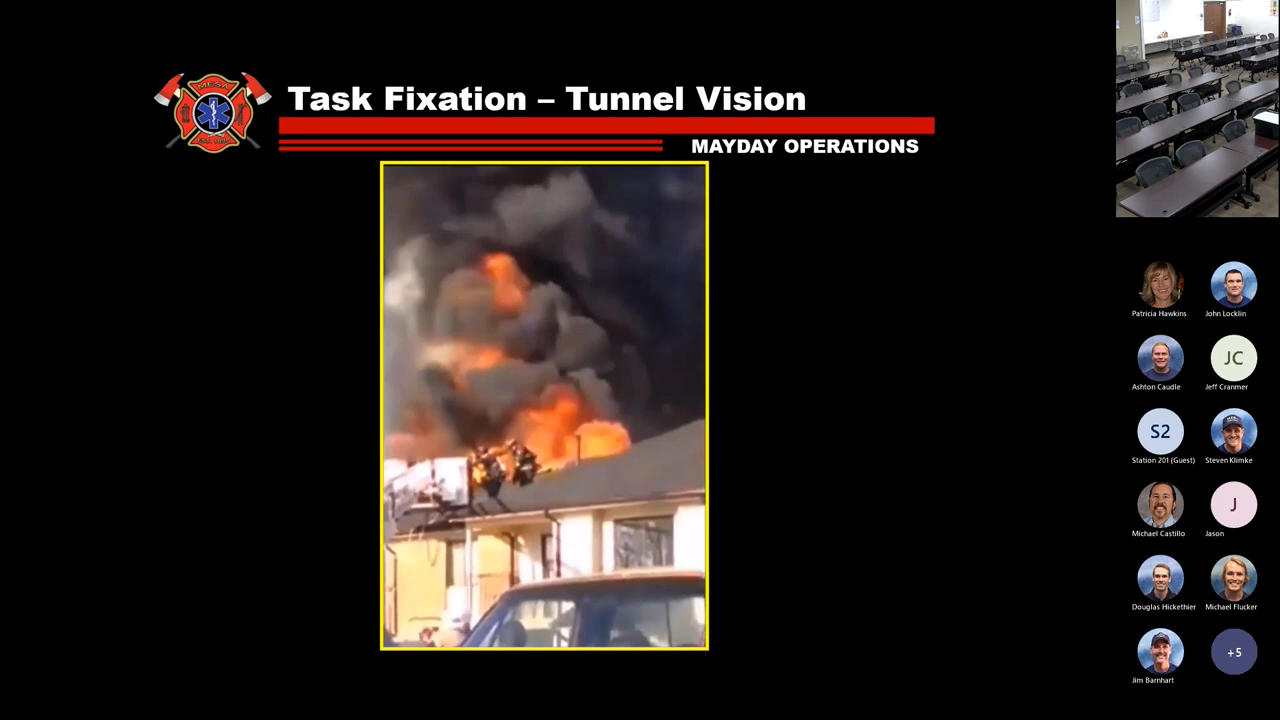 Task Fixation – Tunnel Vision
MAYDAY OPERATIONS
MESA
Patricia Hawkins
John Locklin
JC
Ashton Caudle
Jeff Cranmer
S2
Station 201 (Guest)
Steven Klimke
J
Michael Castillo
Jason
Douglas Hickethier
Michael Flucker
+5
Jim Barnhart